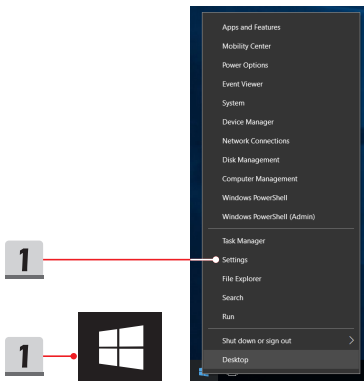 Apps and Features
Mobility Center
Power Options
Event Viewer
System
Device Manager
Network Connections
Disk Management
Computer Management
Windows PowerShell
Windows PowerShell (Admin)
Task Manager
1 Settings
File Explorer
Search
Run
Shut down or sign out
1
Desktop